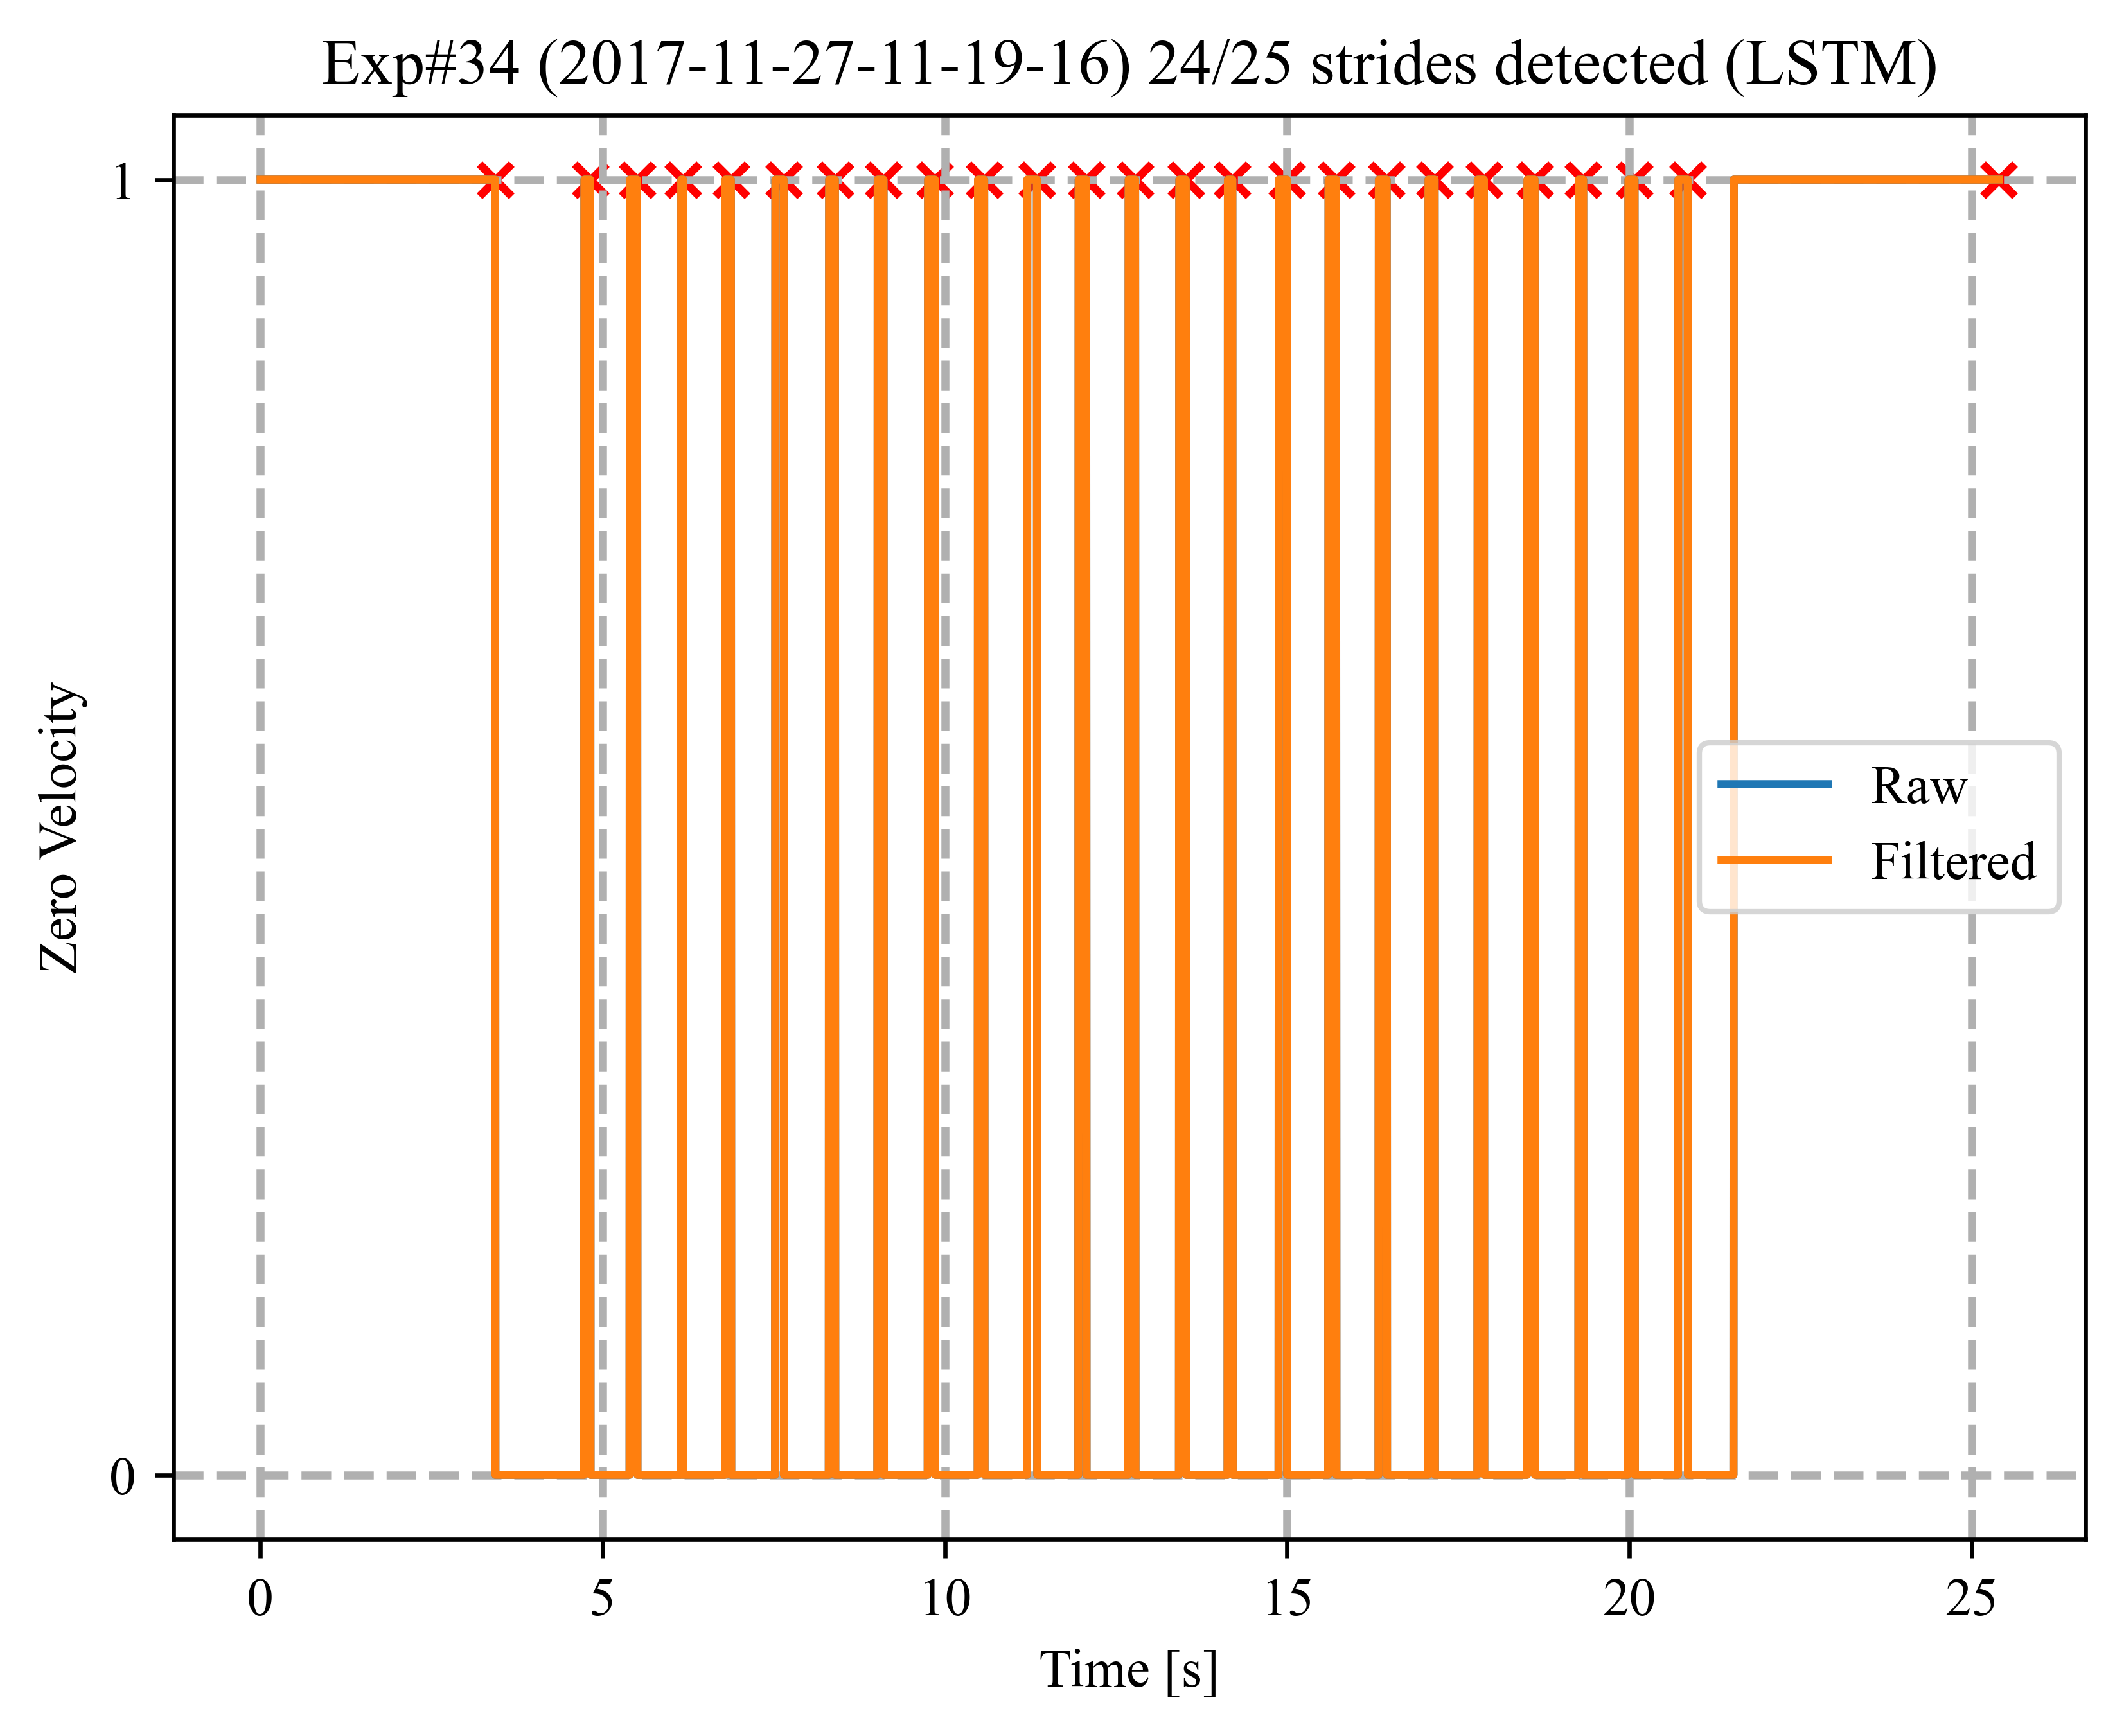 Exp#34 (2017-11-27-11-19-16) 24/25 strides detected (LSTM)
1
Zero Velocity
Raw
Filtered
0
0 5 10 15 20 25
Time [s]